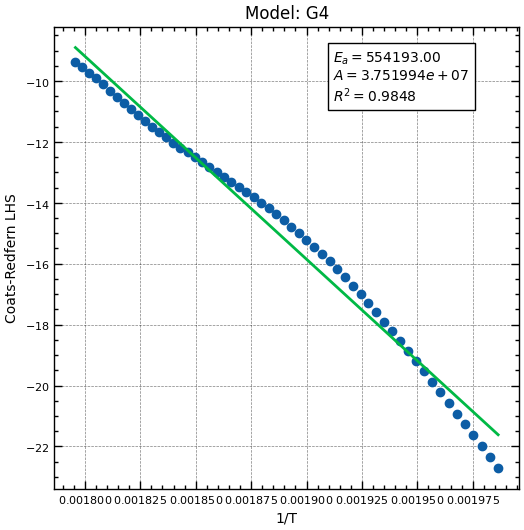 Model: G4
E_a = 554193.00
A = 3.751994e + 07
R^2 = 0.9848
Coats-Redfern LHS
−10
−12
−14
−16
−18
−20
−22
0.001800 0.001825 0.001850 0.001875 0.001900 0.001925 0.001950 0.001975
1/T